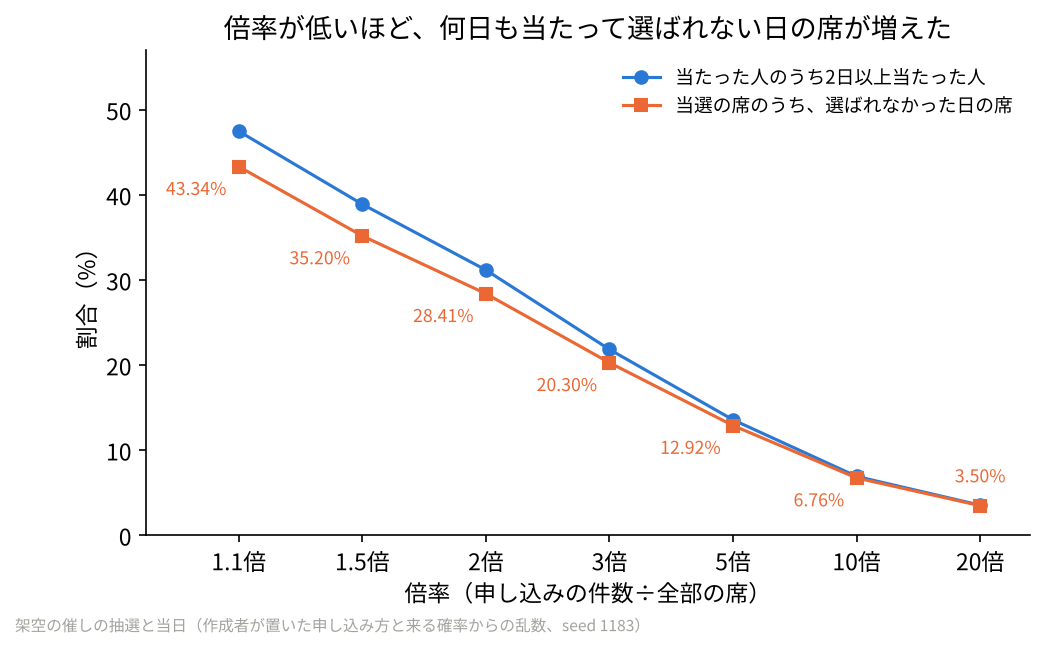 倍率が低いほど、何日も当たって選ばれない日の席が増えた
当たった人のうち2日以上当たった人
当選の席のうち、選ばれなかった日の席
割合（%）
50
40
30
20
10
0
43.34%
35.20%
28.41%
20.30%
12.92%
6.76%
3.50%
1.1倍
1.5倍
2倍
3倍
5倍
10倍
20倍
倍率（申し込みの件数÷全部の席）
架空の催しの抽選と当日（作成者が置いた申し込み方と来る確率からの乱数、seed 1183）